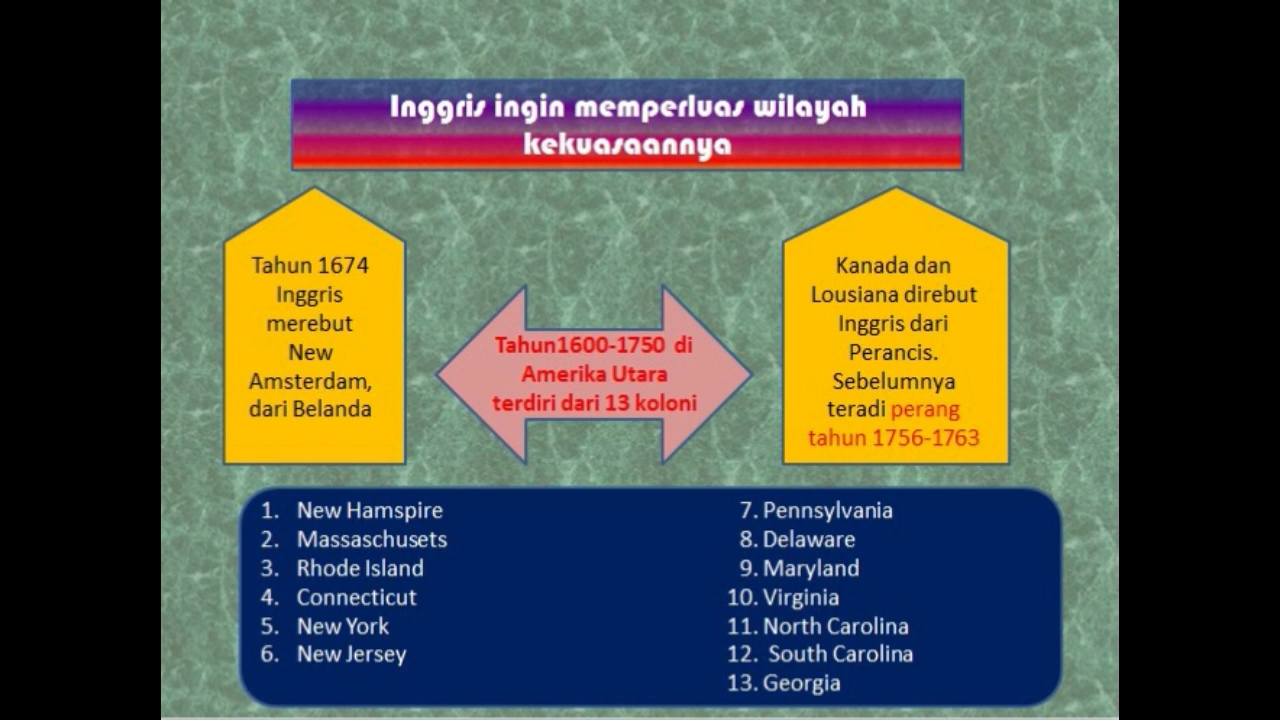 Inggris ingin memperluas wilayah
kekuasaannya
Tahun 1674
Inggris
merebut
New
Amsterdam,
dari Belanda
Tahun1600-1750 di
Amerika Utara
terdiri dari 13 koloni
Kanada dan
Lousiana direbut
Inggris dari
Perancis.
Sebelumnya
teradi perang
tahun 1756-1763
1. New Hamspire
2. Massaschusets
3. Rhode Island
4. Connecticut
5. New York
6. New Jersey
7. Pennsylvania
8. Delaware
9. Maryland
10. Virginia
11. North Carolina
12. South Carolina
13. Georgia